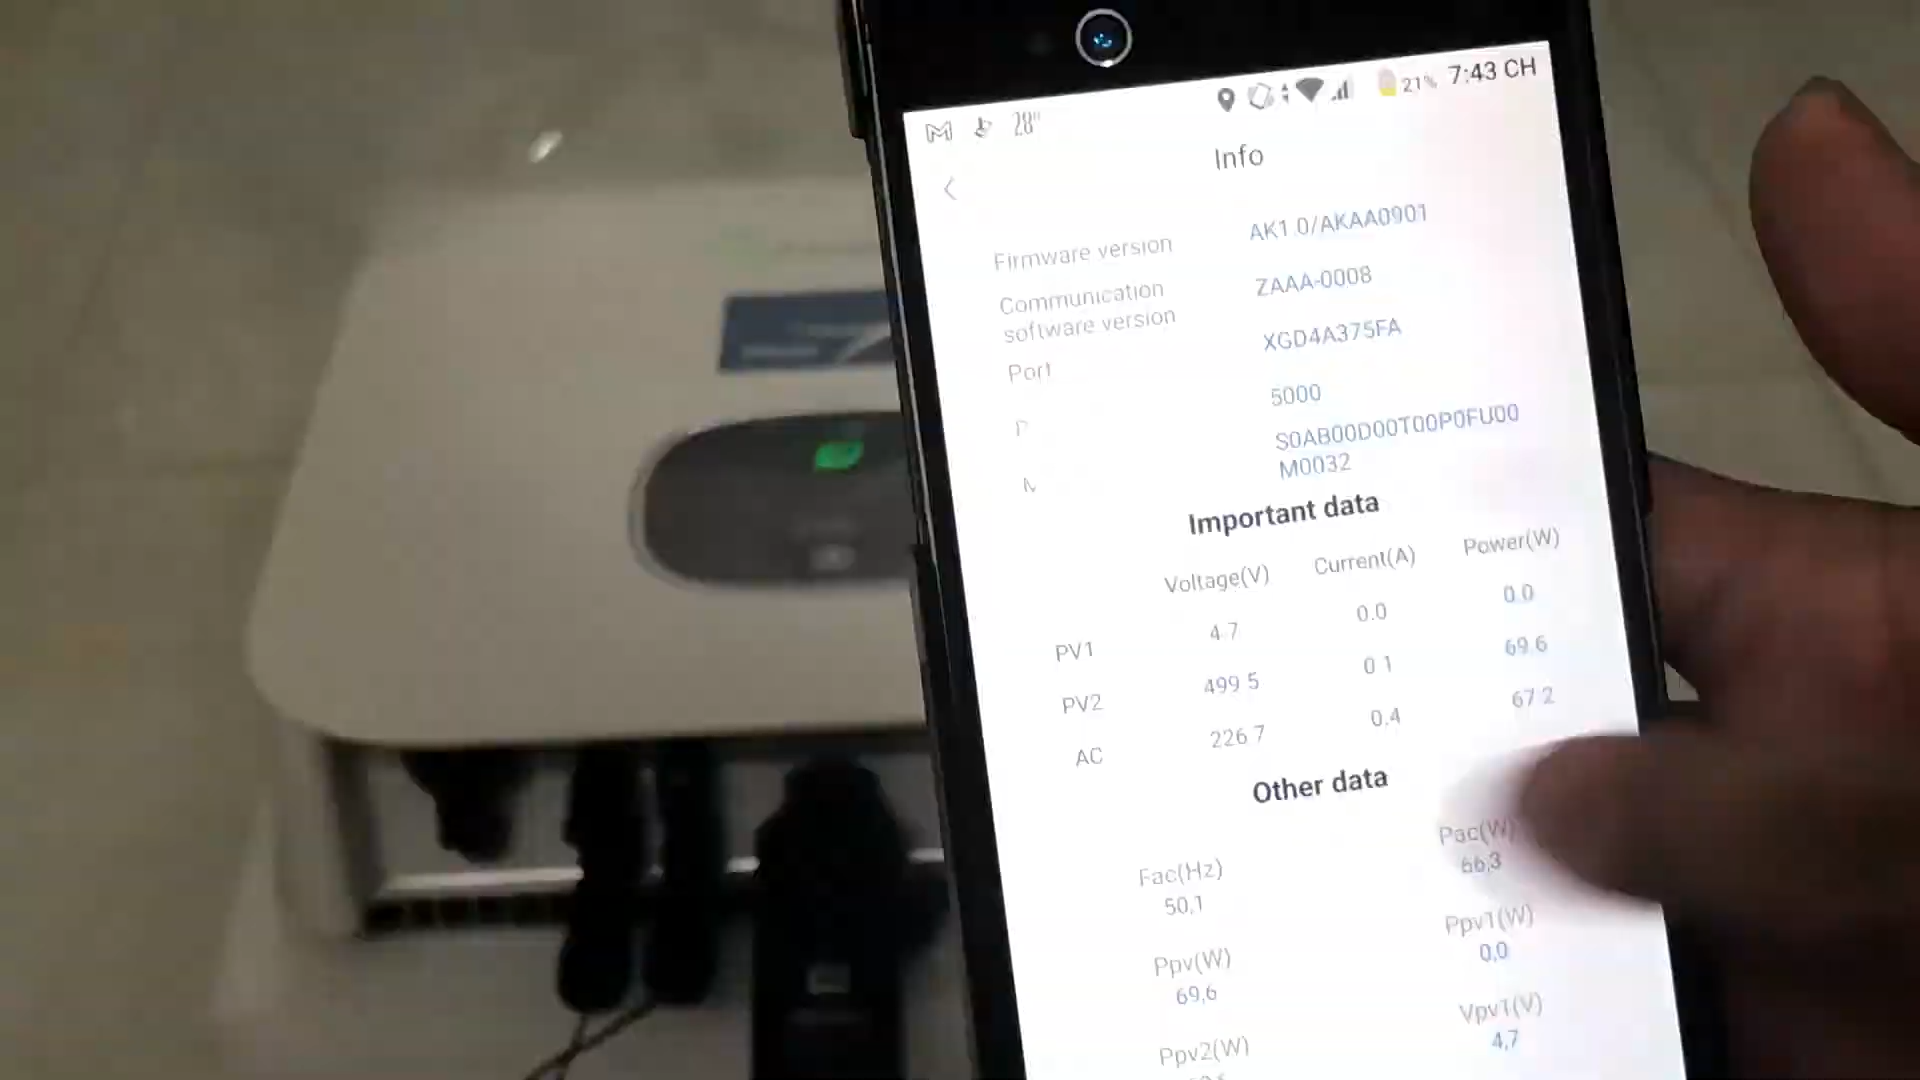 28°
21% 7:43 CH
Info
Firmware version AK1.0/AKAA0901
Communication software version ZAAA-0008
Port XGD4A375FA
P 5000
S0AB00D00T00P0FU00
M0032
Important data
Voltage(V) Current(A) Power(W)
PV1 4.7 0.0 0.0
PV2 499.5 0.1 69.6
AC 226.7 0.4 67.2
Other data
Fac(Hz) Pac(W)
50,1 66,3
Ppv(W) Ppv1(W)
69,6 0,0
Ppv2(W) Vpv1(V)
4,7